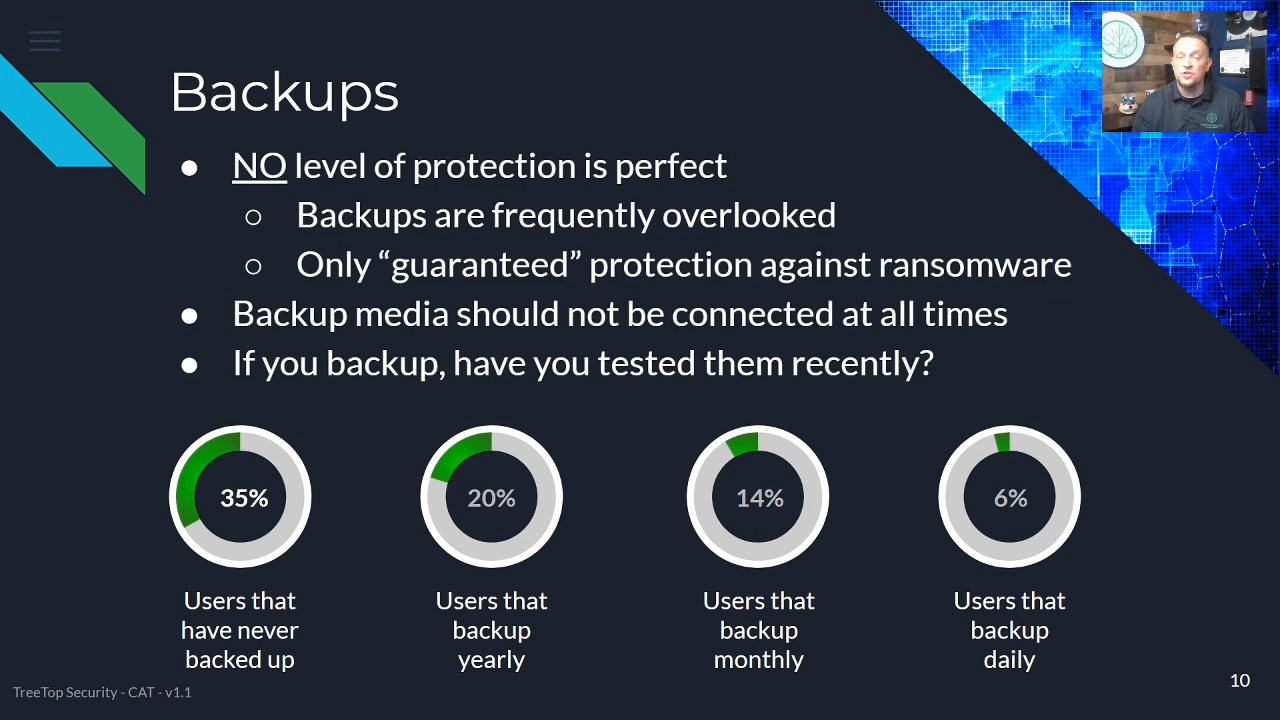 Backups
● NO level of protection is perfect
○ Backups are frequently overlooked
○ Only “guaranteed” protection against ransomware
● Backup media should not be connected at all times
● If you backup, have you tested them recently?
35%
20%
14%
6%
Users that
have never
backed up
Users that
backup
yearly
Users that
backup
monthly
Users that
backup
daily
TreeTop Security - CAT - v1.1
10